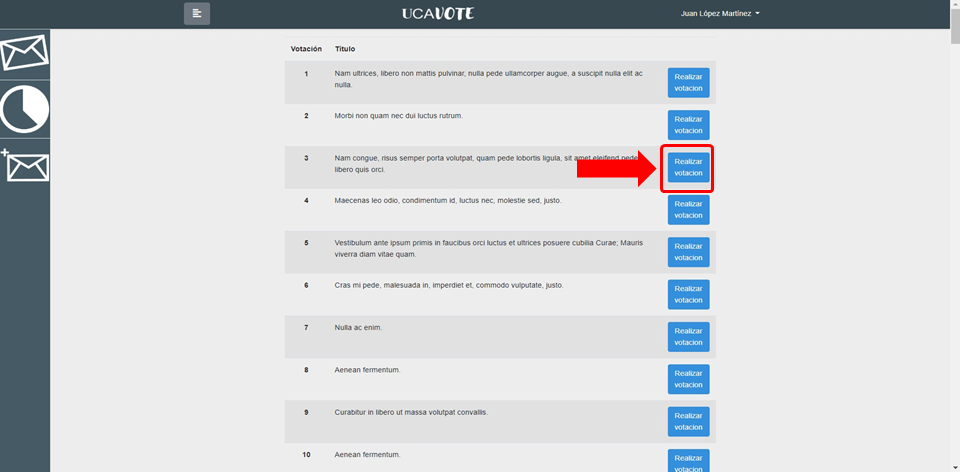 UCAVOTE
Juan López Martínez
Votación Titulo
1 Nam ultrices, libero non mattis pulvinar, nulla pede ullamcorper augue, a suscipit nulla elit ac
nulla.
Realizar
votacion
2 Morbi non quam nec dui luctus rutrum.
Realizar
votacion
3 Nam congue, risus semper porta volutpat, quam pede lobortis ligula, sit amet eleifend pede
libero quis orci.
Realizar
votacion
4 Maecenas leo odio, condimentum id, luctus nec, molestie sed, justo.
Realizar
votacion
5 Vestibulum ante ipsum primis in faucibus orci luctus et ultrices posuere cubilia Curae; Mauris
viverra diam vitae quam.
Realizar
votacion
6 Cras mi pede, malesuada in, imperdiet et, commodo vulputate, justo.
Realizar
votacion
7 Nulla ac enim.
Realizar
votacion
8 Aenean fermentum.
Realizar
votacion
9 Curabitur in libero ut massa volutpat convallis.
Realizar
votacion
10 Aenean fermentum.
Realizar
votacion